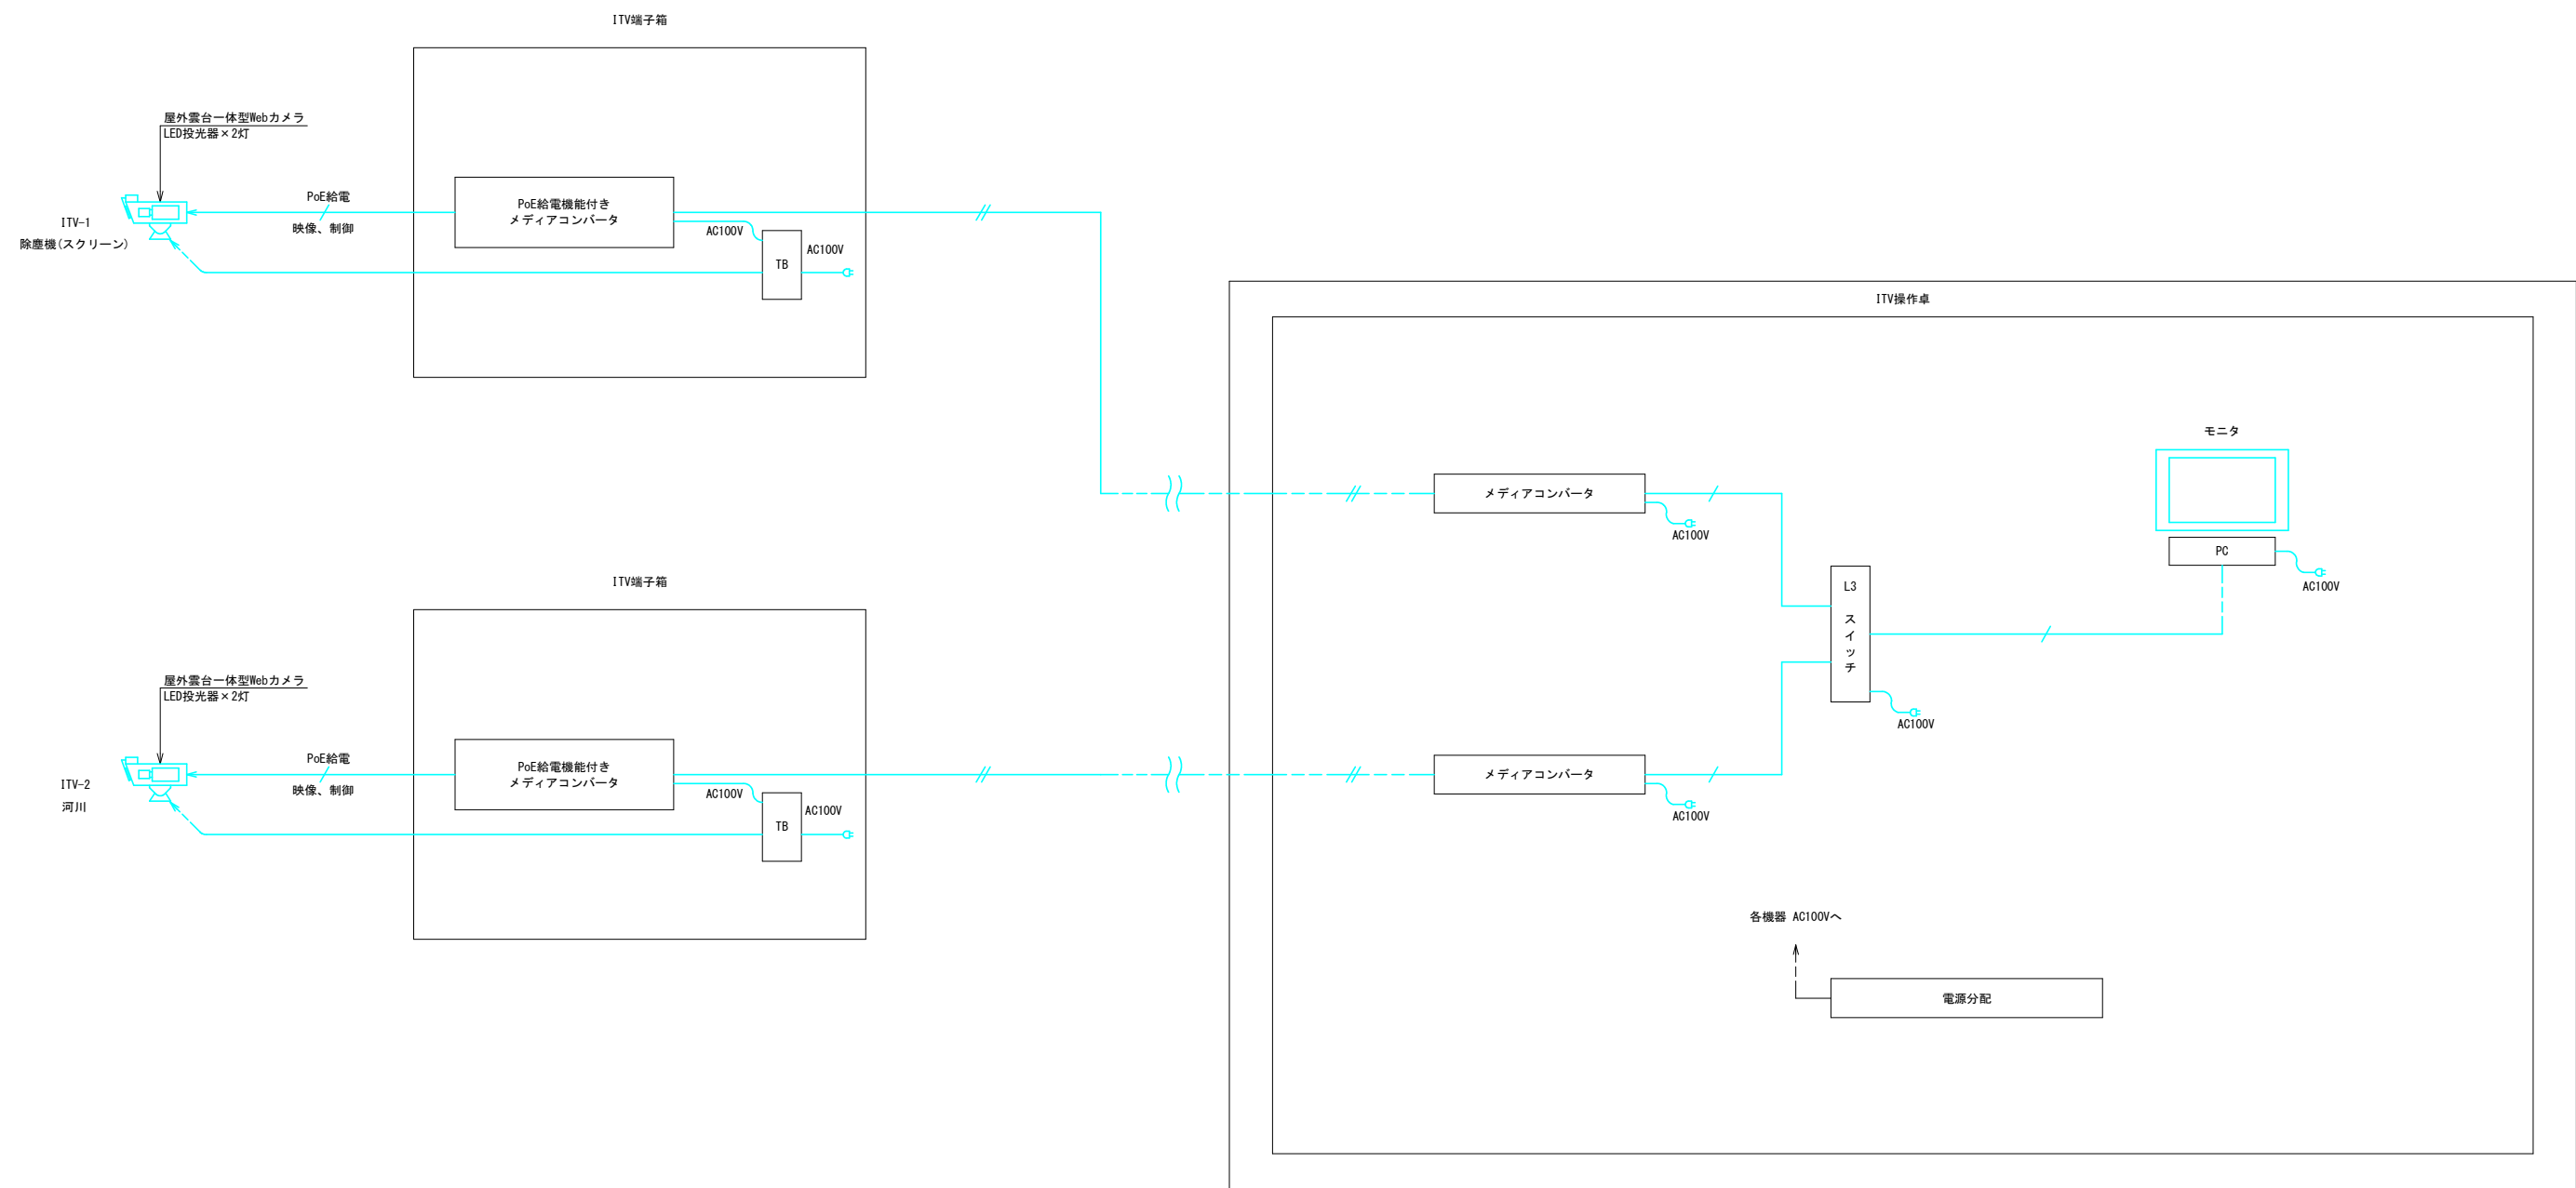 ITV端子箱
屋外雲台一体型Webカメラ
LED投光器×2灯
ITV-1
除塵機(スクリーン)
PoE給電
映像、制御
PoE給電機能付き
メディアコンバータ
AC100V
TB
AC100V
ITV端子箱
屋外雲台一体型Webカメラ
LED投光器×2灯
ITV-2
河川
PoE給電
映像、制御
PoE給電機能付き
メディアコンバータ
AC100V
TB
AC100V
ITV操作卓
メディアコンバータ
AC100V
メディアコンバータ
AC100V
L3
スイッチ
AC100V
モニタ
PC
AC100V
各機器 AC100Vへ
電源分配